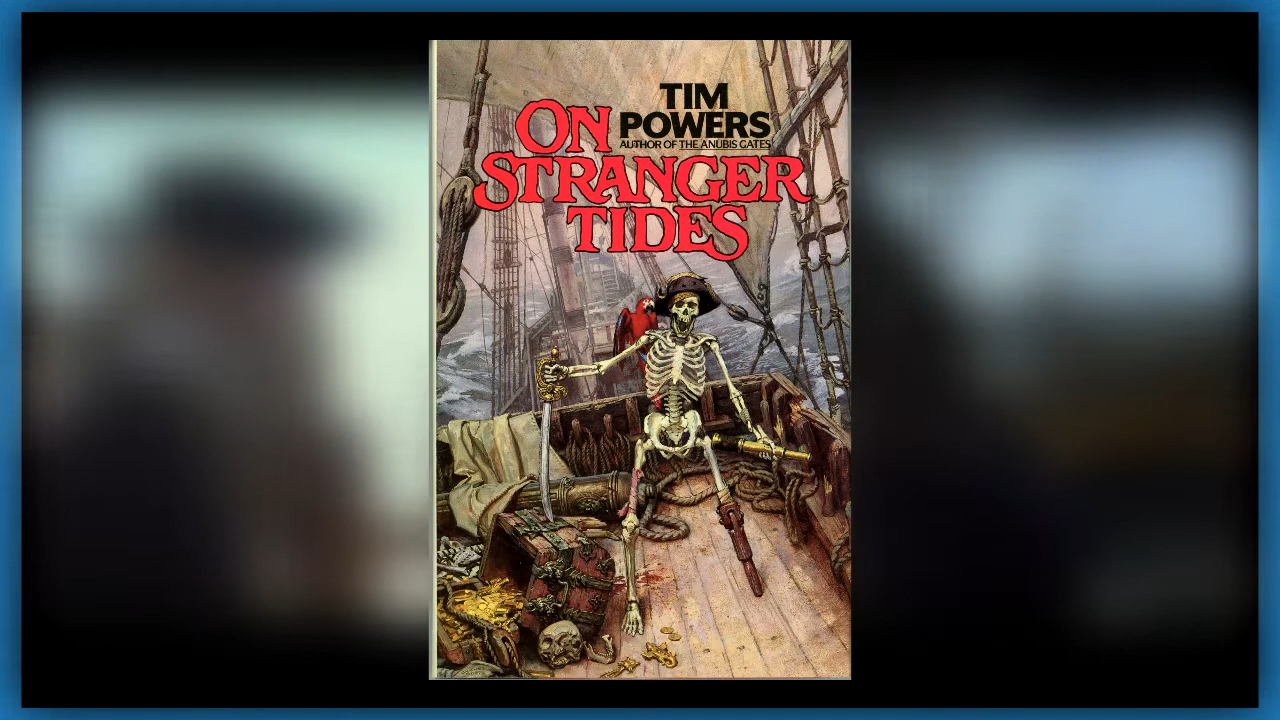 TIM
POWERS
AUTHOR OF THE ANUBIS GATES
ON
STRANGER
TIDES